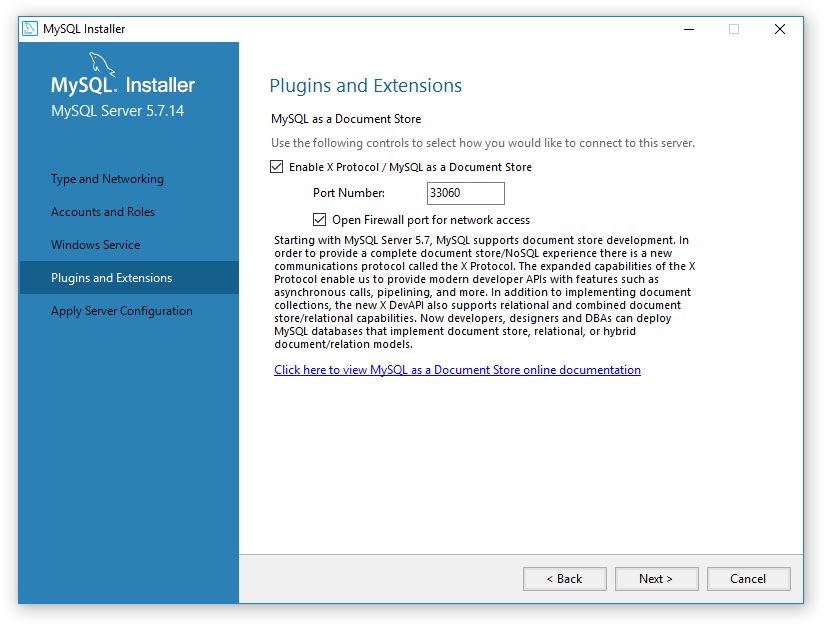 MySQL Installer
MySQL. Installer
MySQL Server 5.7.14
Type and Networking
Accounts and Roles
Windows Service
Plugins and Extensions
Apply Server Configuration
Plugins and Extensions
MySQL as a Document Store
Use the following controls to select how you would like to connect to this server.
Enable X Protocol / MySQL as a Document Store
Port Number: 33060
Open Firewall port for network access
Starting with MySQL Server 5.7, MySQL supports document store development. In
order to provide a complete document store/NoSQL experience there is a new
communications protocol called the X Protocol. The expanded capabilities of the X
Protocol enable us to provide modern developer APIs with features such as
asynchronous calls, pipelining, and more. In addition to implementing document
collections, the new X DevAPI also supports relational and combined document
store/relational capabilities. Now developers, designers and DBAs can deploy
MySQL databases that implement document store, relational, or hybrid
document/relation models.
Click here to view MySQL as a Document Store online documentation
< Back Next > Cancel